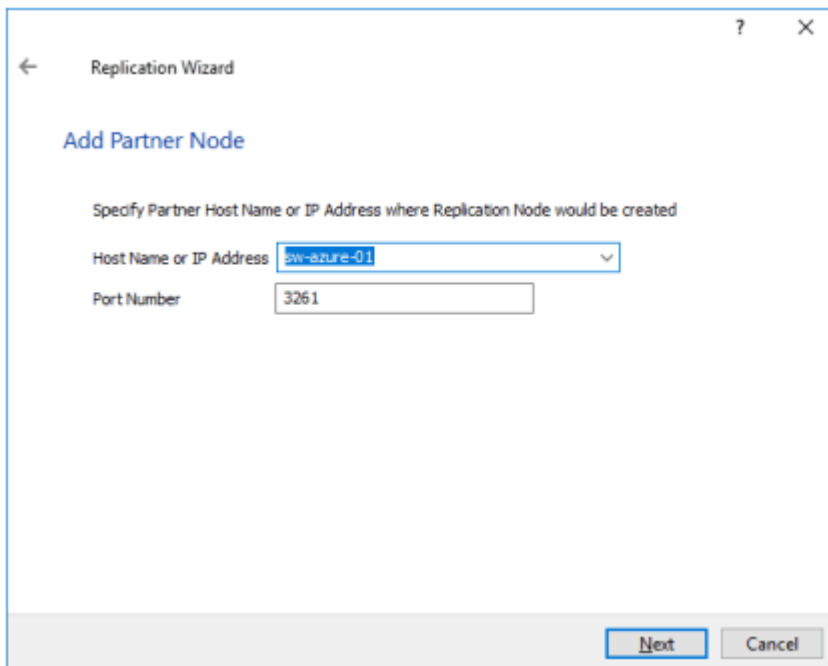 ?
Replication Wizard
Add Partner Node
Specify Partner Host Name or IP Address where Replication Node would be created
Host Name or IP Address sw-azure-01
Port Number 3261
Next Cancel